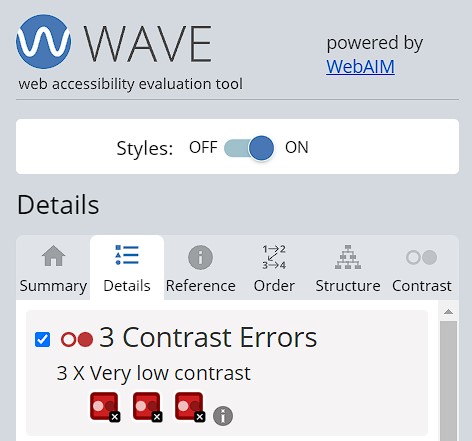 WAVE
powered by
WebAIM
web accessibility evaluation tool
Styles: OFF ON
Details
Summary Details Reference Order Structure Contrast
1→2
3→4
3 Contrast Errors
3 X Very low contrast